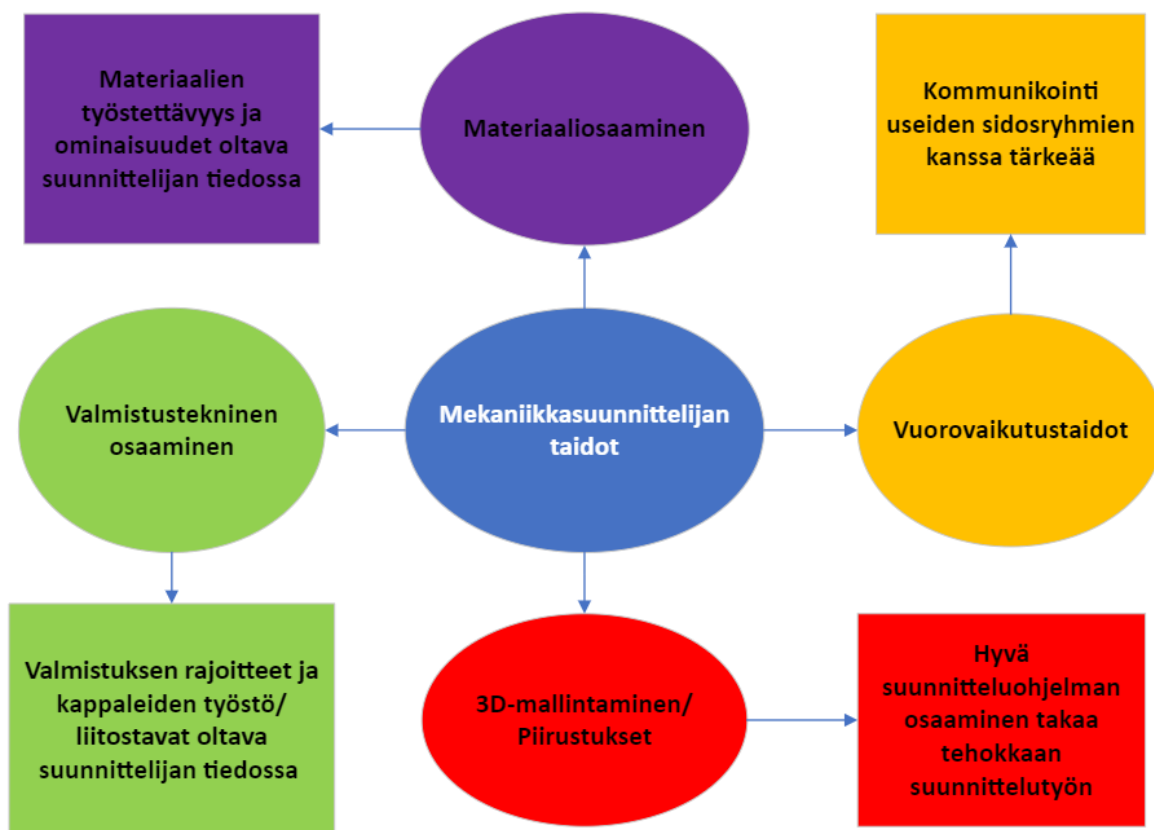 Materiaalien
työstettävyys ja
ominaisuudet oltava
suunnittelijan tiedossa
Materiaaliosaaminen
Kommunikointi
useiden sidosryhmien
kanssa tärkeää
Valmistustekninen
osaaminen
Mekaniikkasuunnittelijan
taidot
Vuorovaikutustaidot
Valmistuksen rajoitteet ja
kappaleiden työstö/
liitostavat oltava
suunnittelijan tiedossa
3D-mallintaminen/
Piirustukset
Hyvä
suunnitteluohjelman
osaaminen takaa
tehokkaan
suunnittelutyön